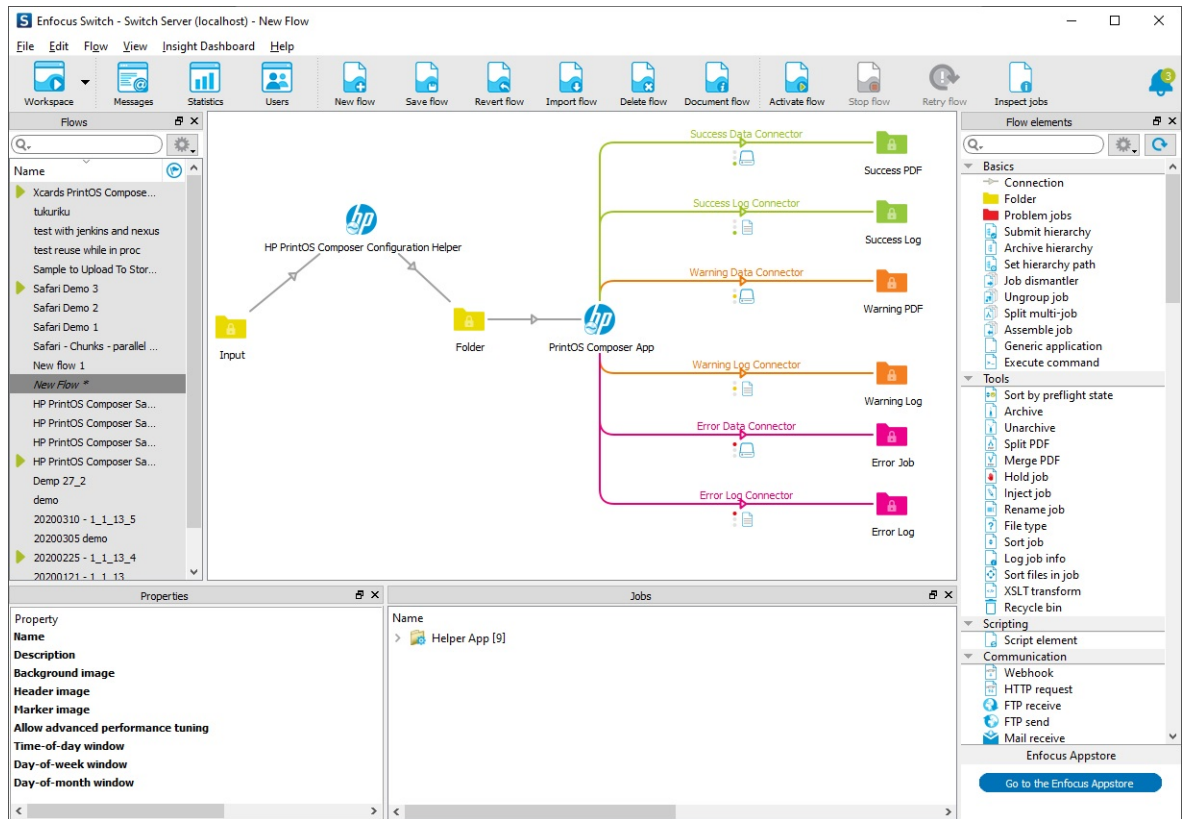 S Enfocus Switch - Switch Server (localhost) - New Flow
File Edit Flow View Insight Dashboard Help
Workspace Messages Statistics Users New flow Save flow Revert flow Import flow Delete flow Document flow Activate flow Stop flow Retry flow Inspect jobs 3
Flows
Name
Xcards PrintOS Compose...
tukuriku
test with jenkins and nexus
test reuse while in proc
Sample to Upload To Stor...
Safari Demo 3
Safari Demo 2
Safari Demo 1
Safari - Chunks - parallel ...
New flow 1
New Flow *
HP PrintOS Composer Sa...
HP PrintOS Composer Sa...
HP PrintOS Composer Sa...
HP PrintOS Composer Sa...
Demp 27_2
demo
20200310 - 1_1_13_5
20200305 demo
20200225 - 1_1_13_4
20200121 - 1_1_13
Input
hp
HP PrintOS Composer Configuration Helper
Folder
hp
PrintOS Composer App
Success Data Connector
Success PDF
Success Log Connector
Success Log
Warning Data Connector
Warning PDF
Warning Log Connector
Warning Log
Error Data Connector
Error Job
Error Log Connector
Error Log
Flow elements
Basics
Connection
Folder
Problem jobs
Submit hierarchy
Archive hierarchy
Set hierarchy path
Job dismantler
Ungroup job
Split multi-job
Assemble job
Generic application
Execute command
Tools
Sort by preflight state
Archive
Unarchive
Split PDF
Merge PDF
Hold job
Inject job
Rename job
File type
Sort job
Log job info
Sort files in job
XSLT transform
Recycle bin
Scripting
Script element
Communication
Webhook
HTTP request
FTP receive
FTP send
Mail receive
Enfocus Appstore
Go to the Enfocus Appstore
Properties
Property
Name
Description
Background image
Header image
Marker image
Allow advanced performance tuning
Time-of-day window
Day-of-week window
Day-of-month window
Jobs
Name
Helper App [9]